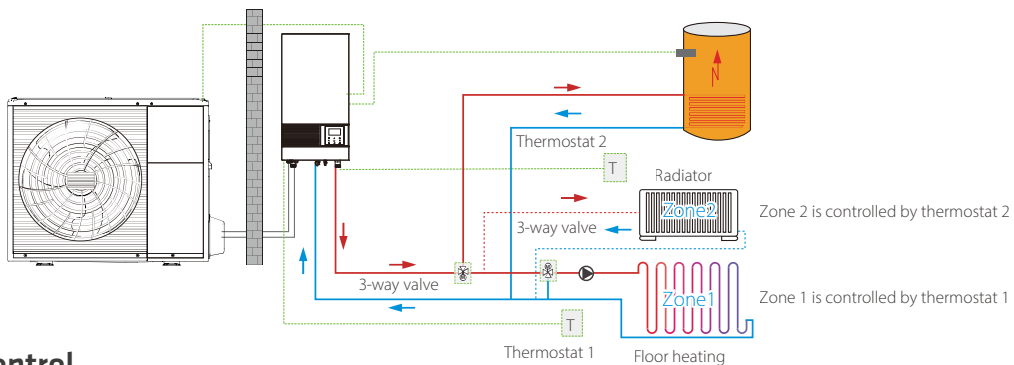 Thermostat 2
T
Radiator
Zone2
Zone 2 is controlled by thermostat 2
3-way valve
3-way valve
Zone1
Zone 1 is controlled by thermostat 1
T
Thermostat 1
Floor heating